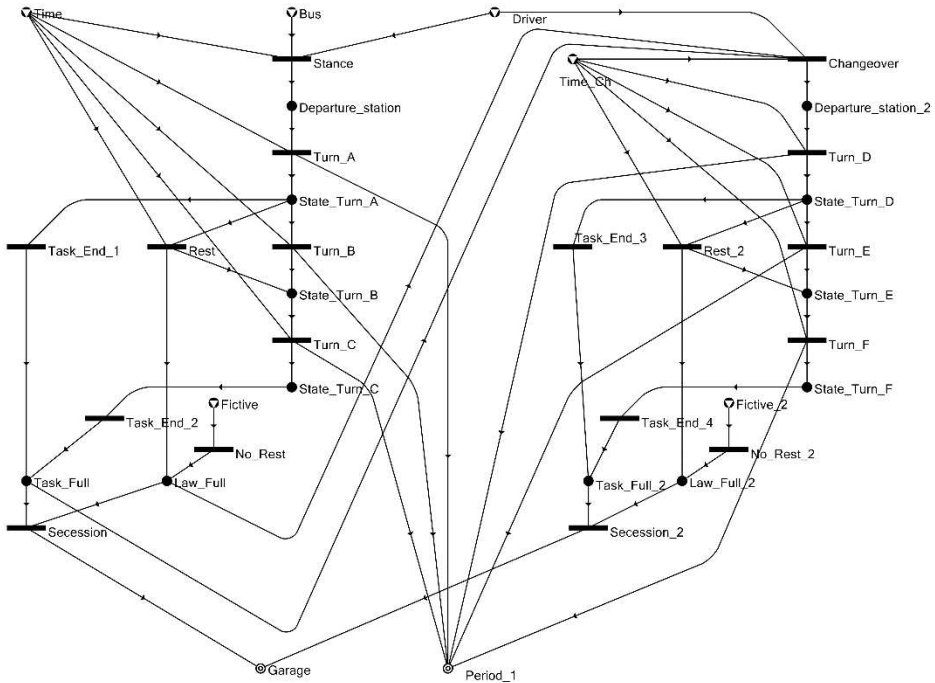 Time
Bus
Driver
Stance
Changeover
Time_Ch
Departure_station
Departure_station_2
Turn_A
Turn_D
State_Turn_A
State_Turn_D
Task_End_1
Rest
Turn_B
Task_End_3
Rest_2
Turn_E
State_Turn_B
State_Turn_E
Turn_C
Turn_F
State_Turn_C
State_Turn_F
Fictive
Fictive_2
Task_End_2
Task_End_4
No_Rest
No_Rest_2
Task_Full
Law_Full
Task_Full_2
Law_Full_2
Secession
Secession_2
Garage
Period_1